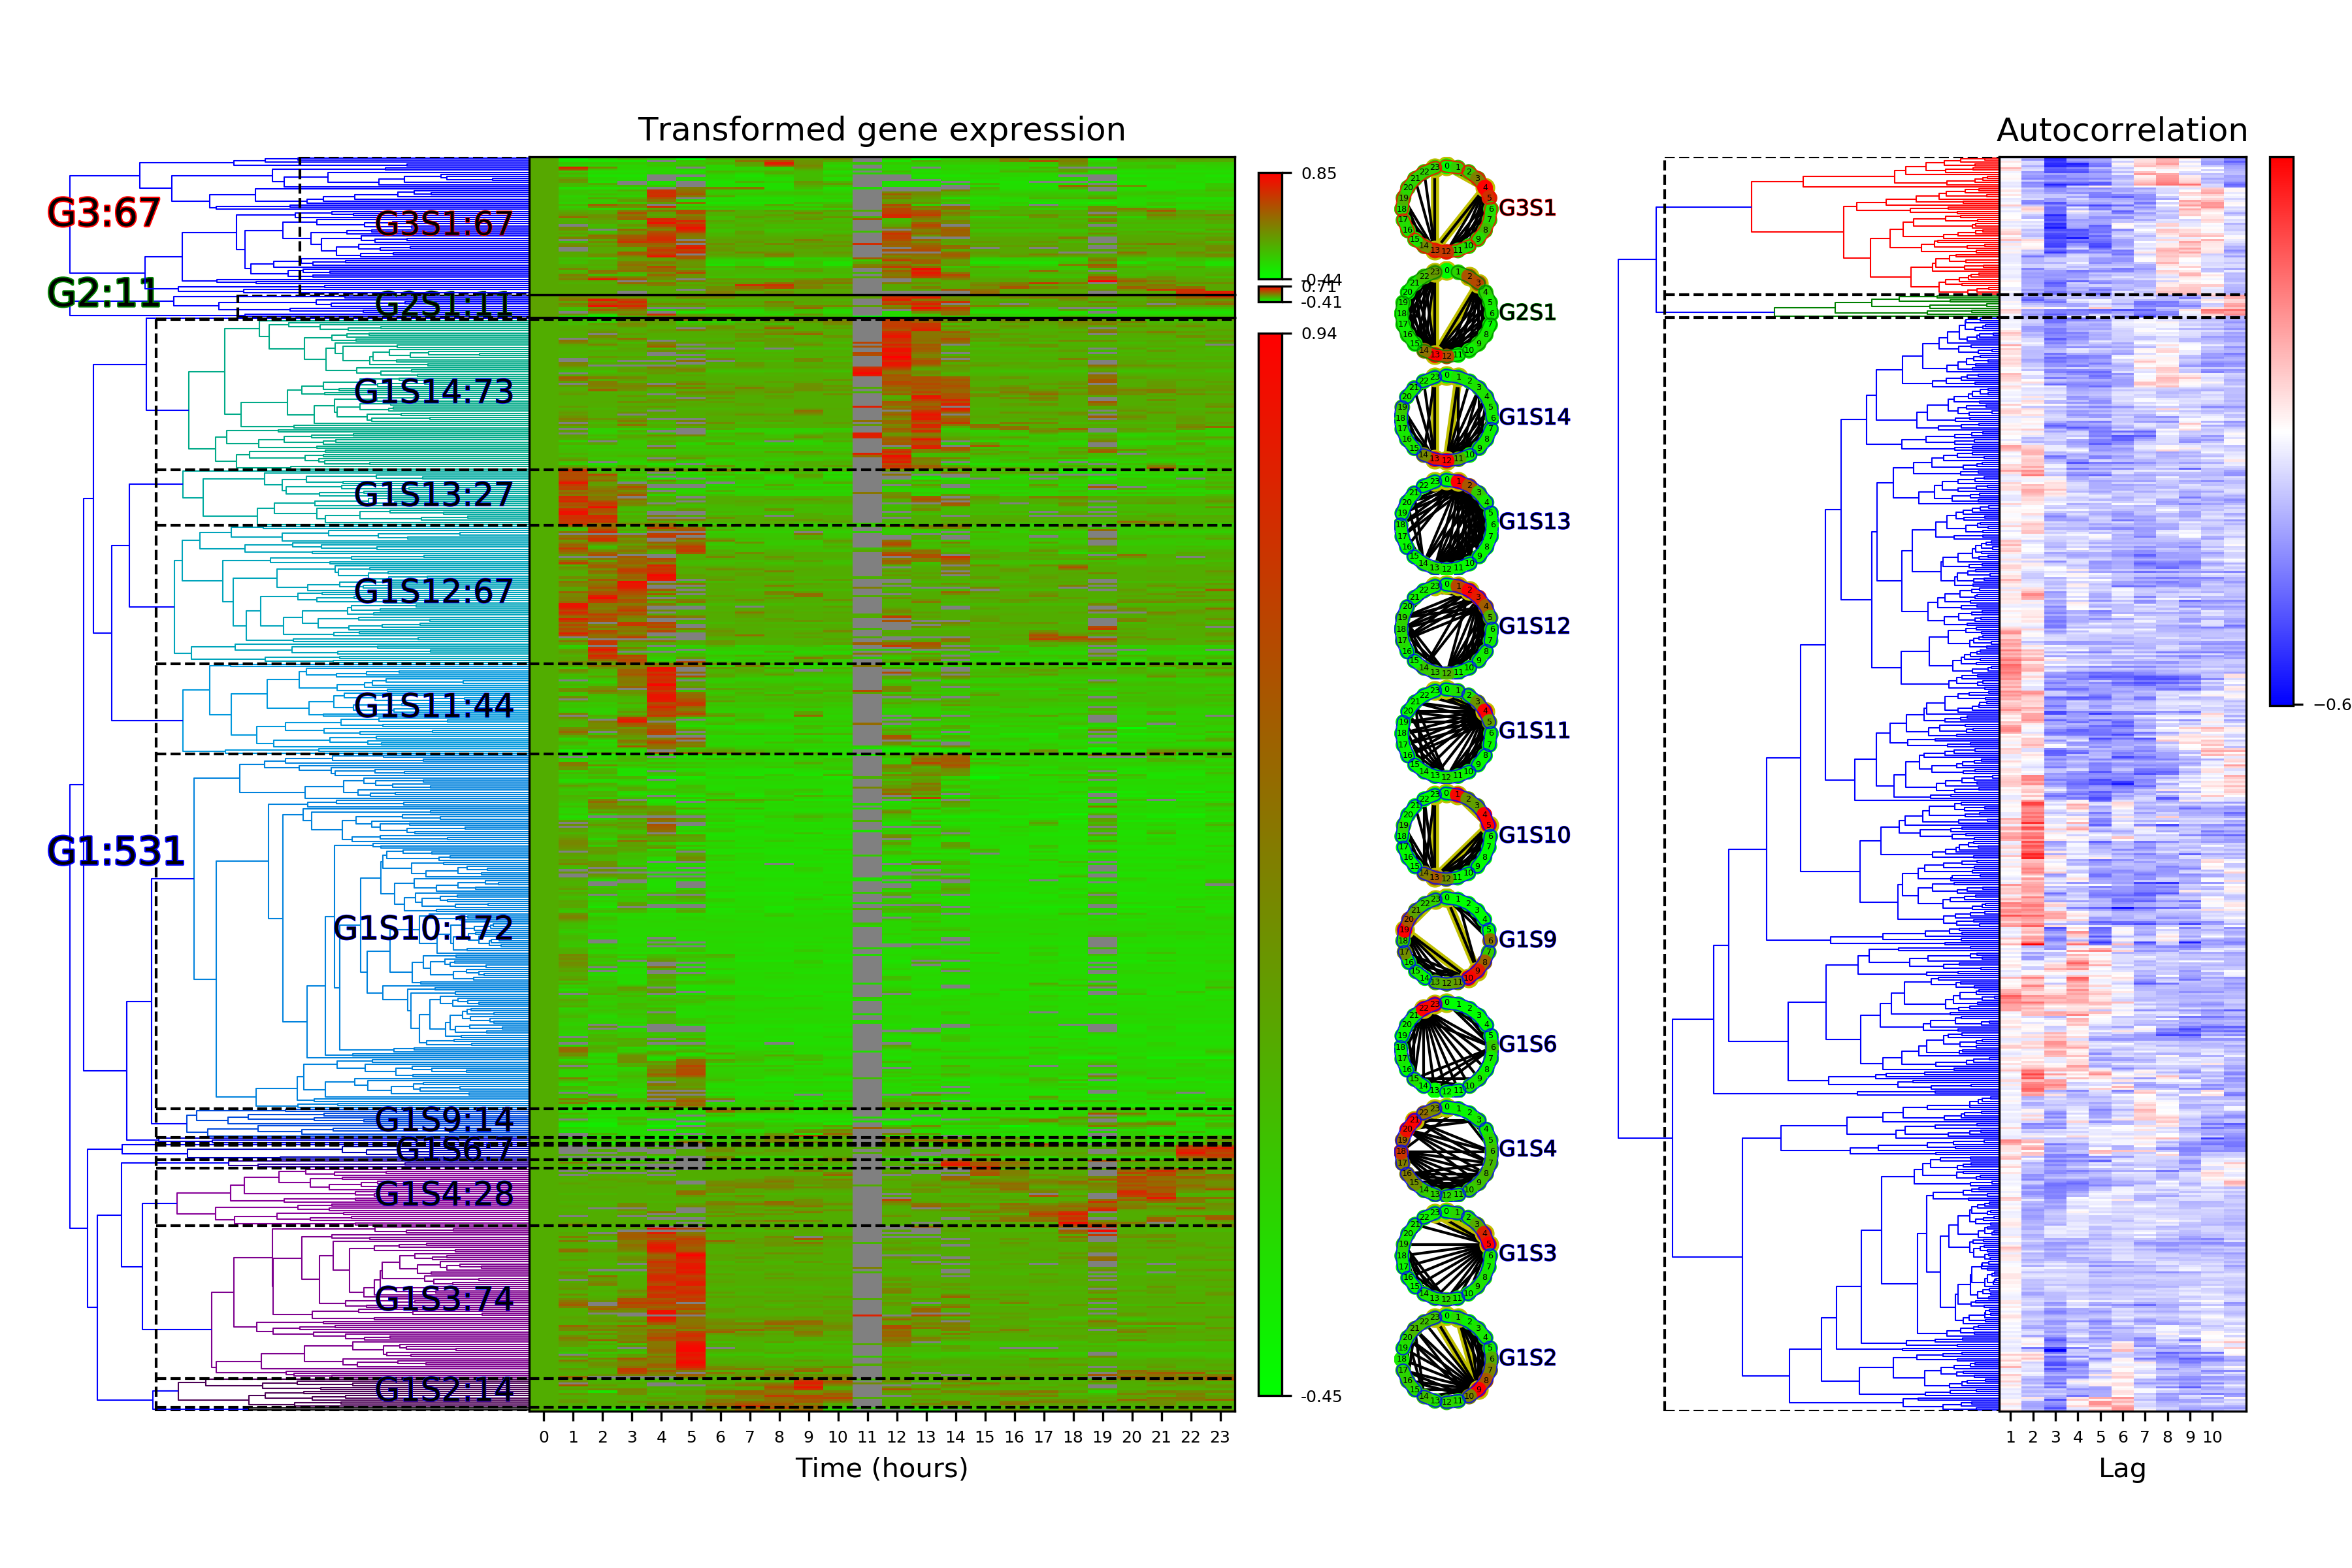 Transformed gene expression
Autocorrelation
G3:67
G2:11
G1:531
G3S1:67
G2S1:11
G1S14:73
G1S13:27
G1S12:67
G1S11:44
G1S10:172
G1S9:14
G1S6:7
G1S4:28
G1S3:74
G1S2:14
0 1 2 3 4 5 6 7 8 9 10 11 12 13 14 15 16 17 18 19 20 21 22 23
Time (hours)
0.85
-0.44
0.71
-0.41
0.94
-0.45
G3S1
G2S1
G1S14
G1S13
G1S12
G1S11
G1S10
G1S9
G1S6
G1S4
G1S3
G1S2
−0.6
1 2 3 4 5 6 7 8 9 10
Lag